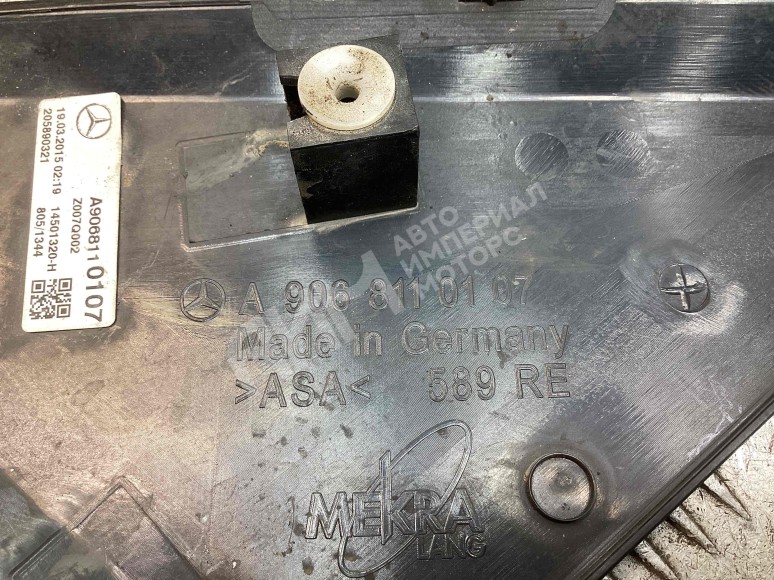 19.03.2015 02:19
205890321
14501320-H
805/1344
A9068110107
Z007Q002
A 906 811 01 07
Made in Germany
>ASA< 589 RE
MEKRA
LANG
АВТО
ИМПЕРИАЛ
МОТОРС